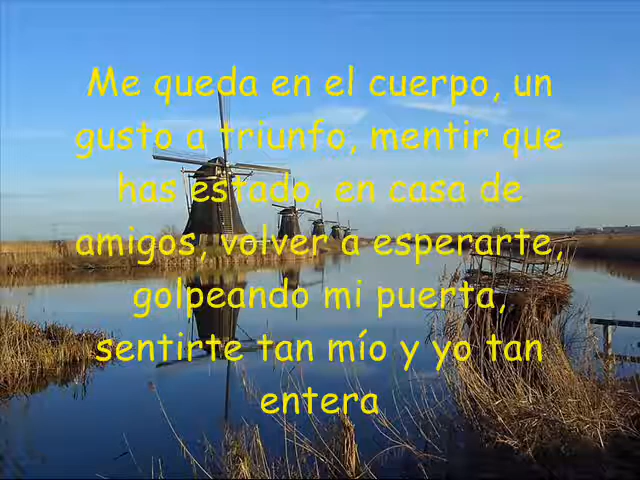 Me queda en el cuerpo, un
gusto a triunfo, mentir que
has estado, en casa de
amigos, volver a esperarte,
golpeando mi puerta,
sentirte tan mío y yo tan
entera